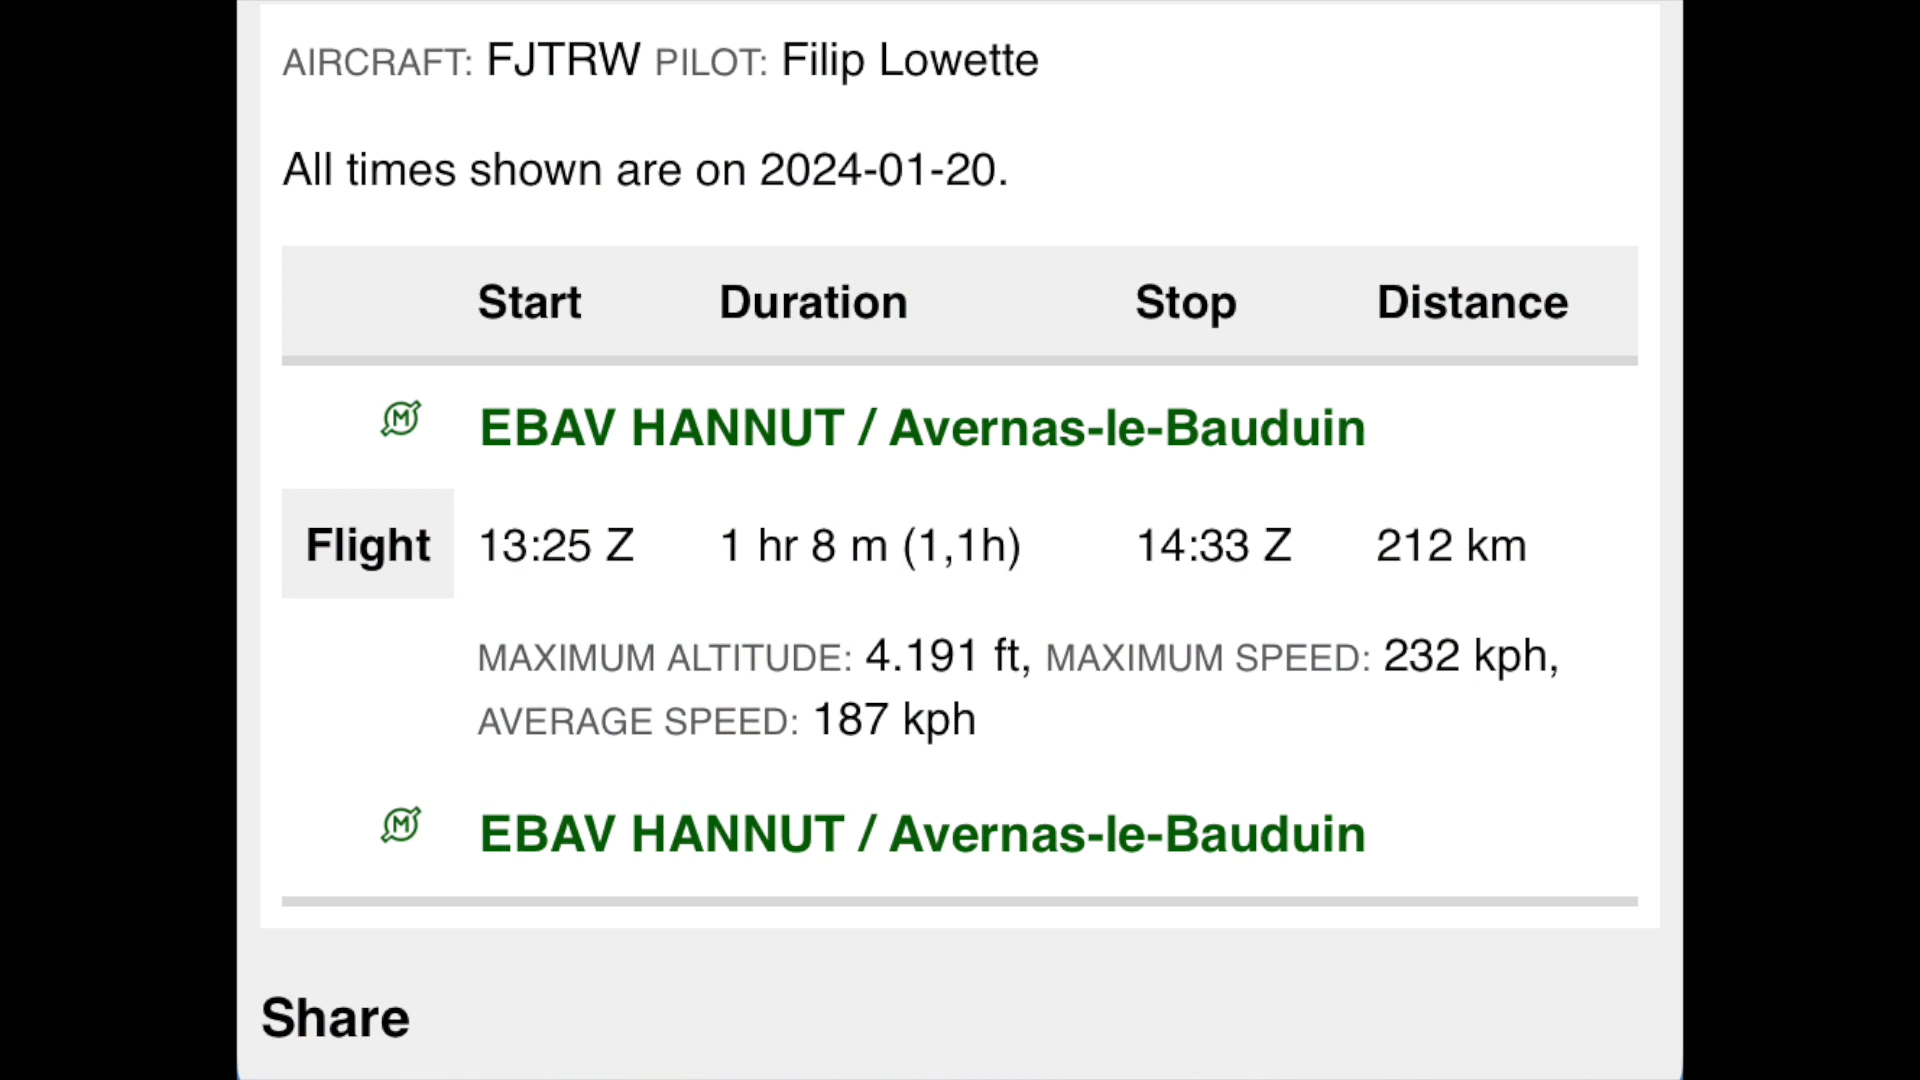 AIRCRAFT: FJTRW PILOT: Filip Lowette
All times shown are on 2024-01-20.
Start Duration Stop Distance
EBAV HANNUT / Avernas-le-Bauduin
Flight 13:25 Z 1 hr 8 m (1,1h) 14:33 Z 212 km
MAXIMUM ALTITUDE: 4.191 ft, MAXIMUM SPEED: 232 kph,
AVERAGE SPEED: 187 kph
EBAV HANNUT / Avernas-le-Bauduin
Share